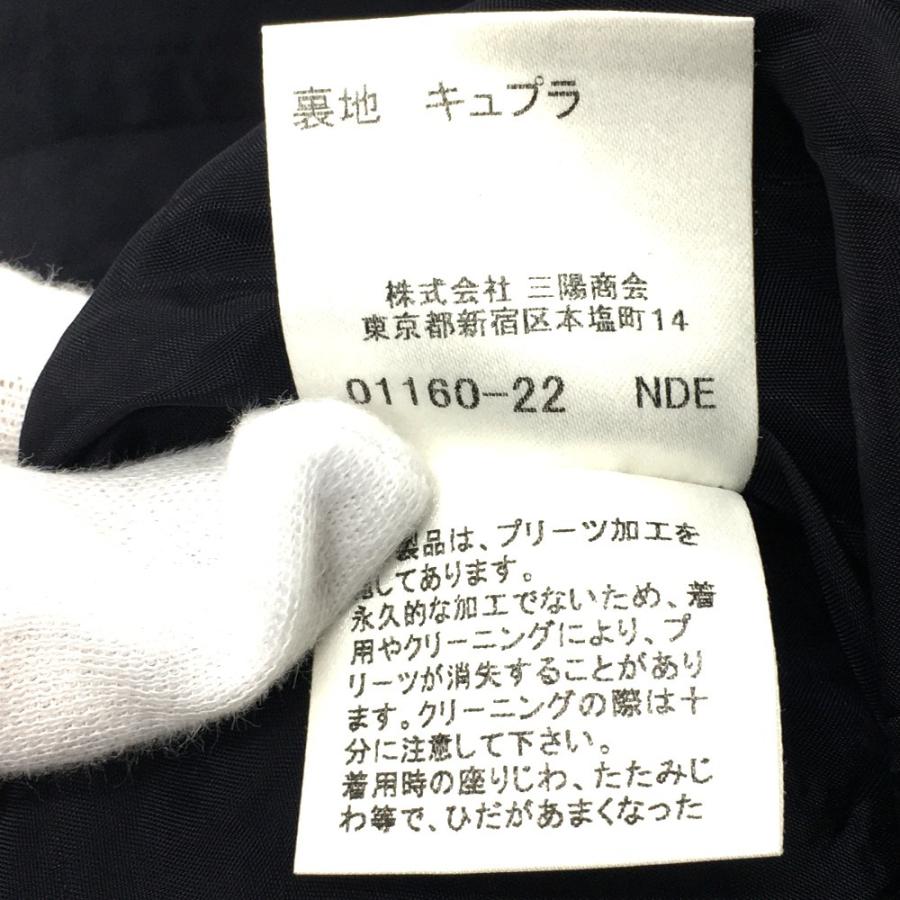 裏地 キュプラ
株式会社 三陽商会
東京都新宿区本塩町14
01160-22 NDE
製品は、プリーツ加工を
してあります。
永久的な加工でないため、着
用やクリーニングにより、プ
リーツが消失することがあり
ます。クリーニングの際は十
分に注意して下さい。
着用時の座りじわ、たたみじ
わ等で、ひだがあまくなった